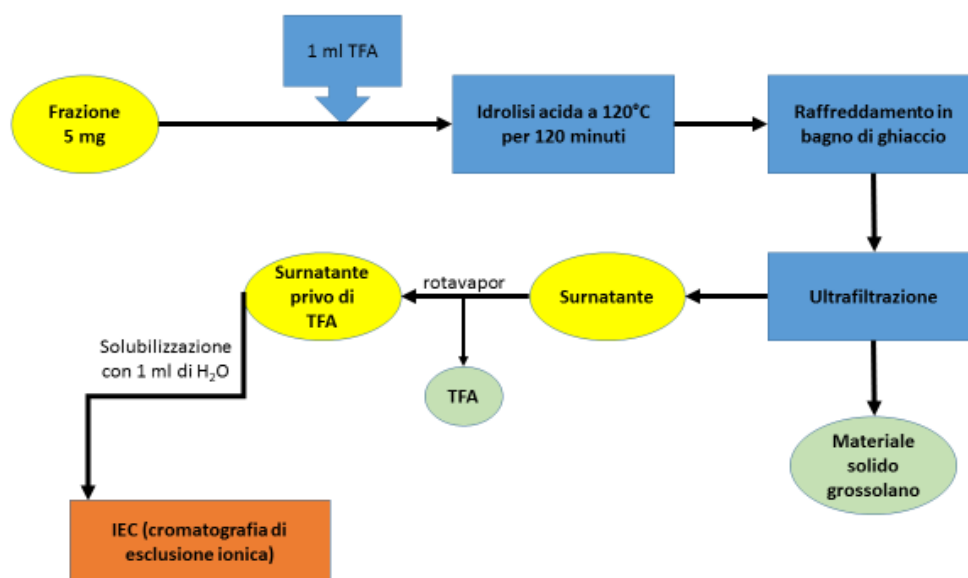 1 ml TFA
Frazione
5 mg
Idrolisi acida a 120°C
per 120 minuti
Raffreddamento in
bagno di ghiaccio
Ultrafiltrazione
Surnatante
rotavapor
Surnatante
privo di
TFA
TFA
Materiale
solido
grossolano
Solubilizzazione
con 1 ml di H₂O
IEC (cromatografia di
esclusione ionica)